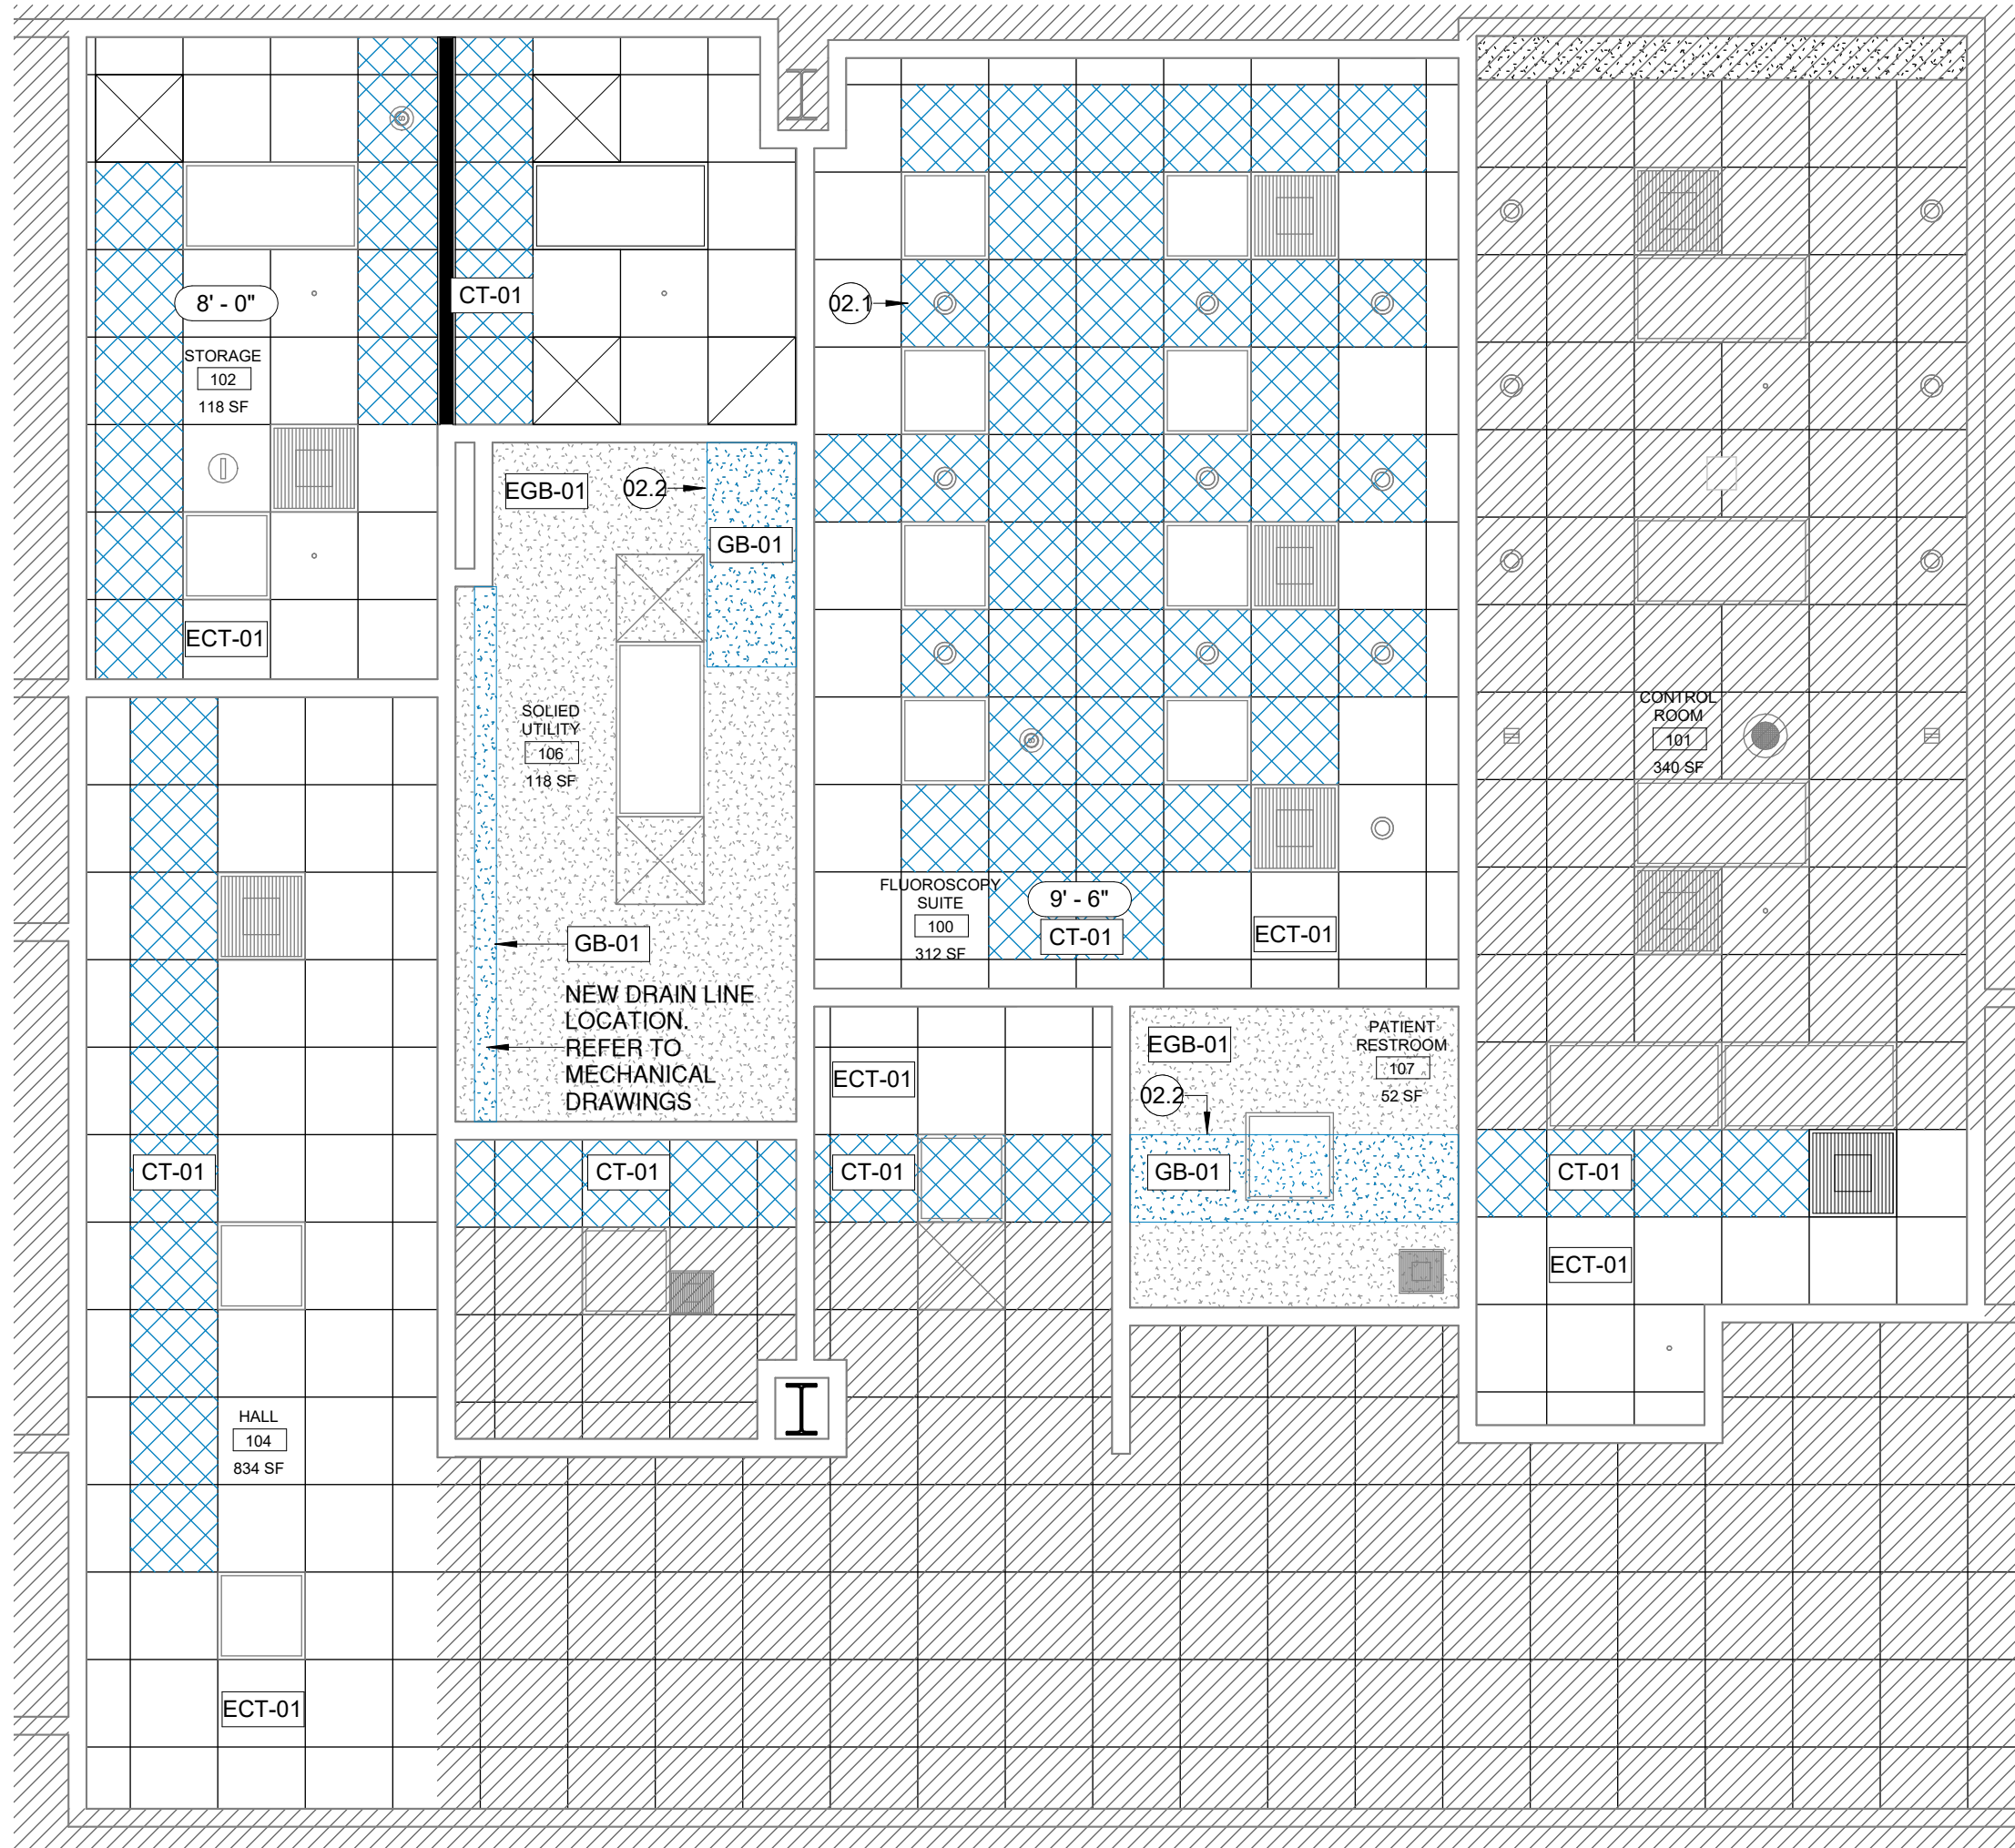 8' - 0"
CT-01
02.1
STORAGE
102
118 SF
EGB-01
02.2
GB-01
ECT-01
SOLIED
UTILITY
106
118 SF
CONTROL
ROOM
101
340 SF
FLUOROSCOPY
SUITE
100
312 SF
9' - 6"
CT-01
ECT-01
GB-01
NEW DRAIN LINE
LOCATION.
REFER TO
MECHANICAL
DRAWINGS
ECT-01
EGB-01
02.2
PATIENT
RESTROOM
107
52 SF
CT-01
CT-01
CT-01
GB-01
CT-01
ECT-01
HALL
104
834 SF
ECT-01